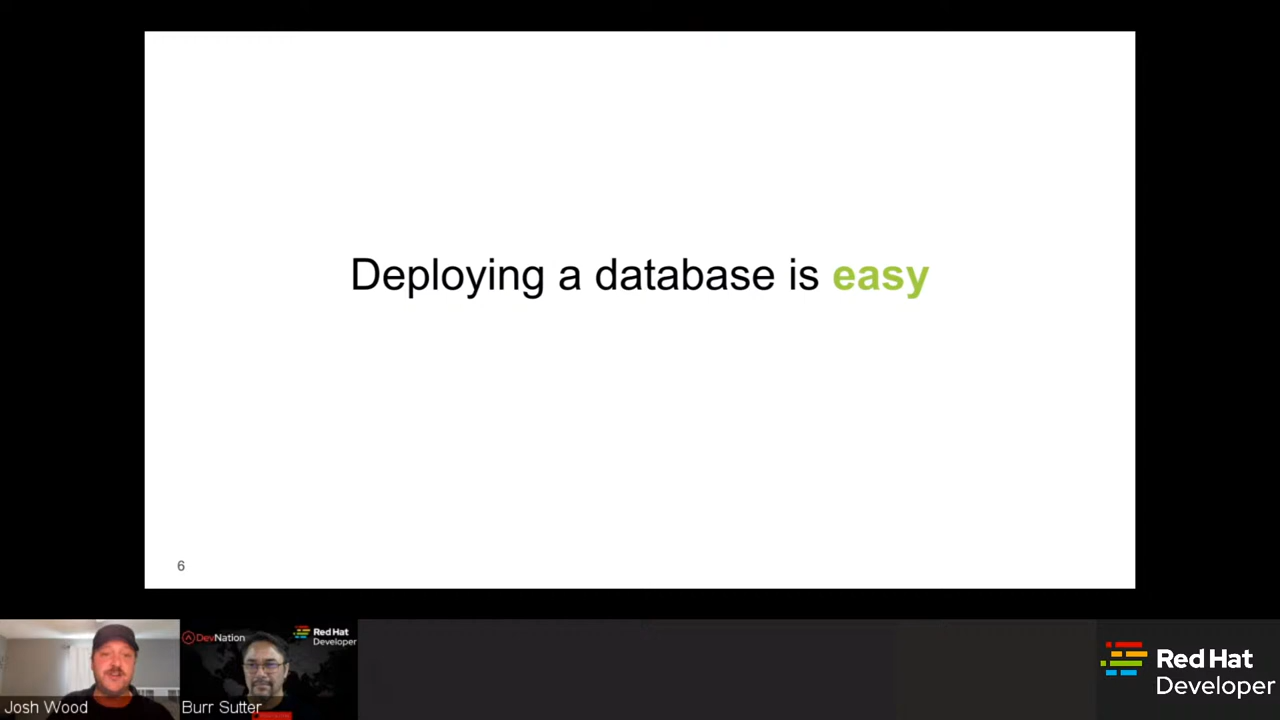 Deploying a database is easy
6
DevNation
Red Hat
Developer
Josh Wood
Burr Sutter
Red Hat
Developer